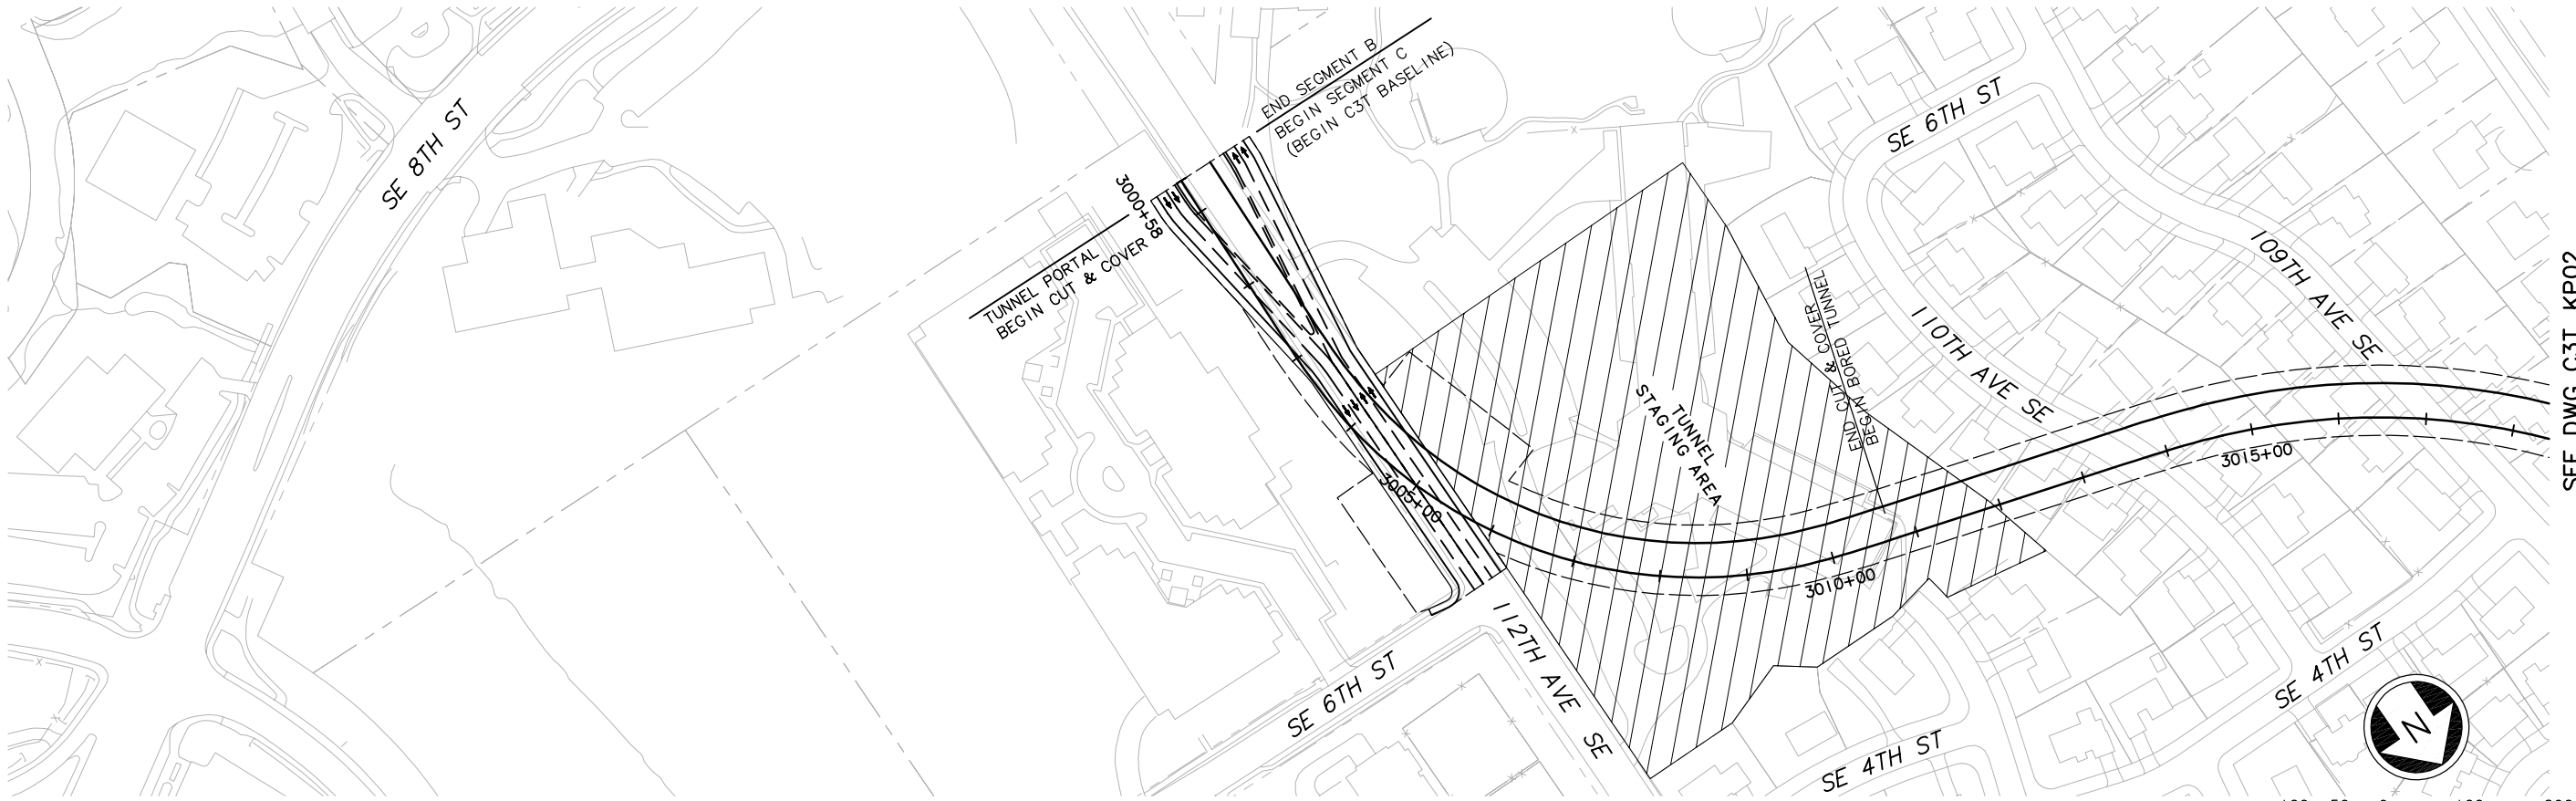 END SEGMENT B
BEGIN SEGMENT C
(BEGIN C3T BASELINE)
SE 8TH ST
3000+58
TUNNEL PORTAL
BEGIN CUT & COVER
SE 6TH ST
109TH AVE SE
110TH AVE SE
END CUT & COVER
BEGIN BORED TUNNEL
TUNNEL
STAGING AREA
3005+00
3010+00
3015+00
SEE DWG C3T KP02
112TH AVE SE
SE 6TH ST
SE 4TH ST
SE 4TH ST
N